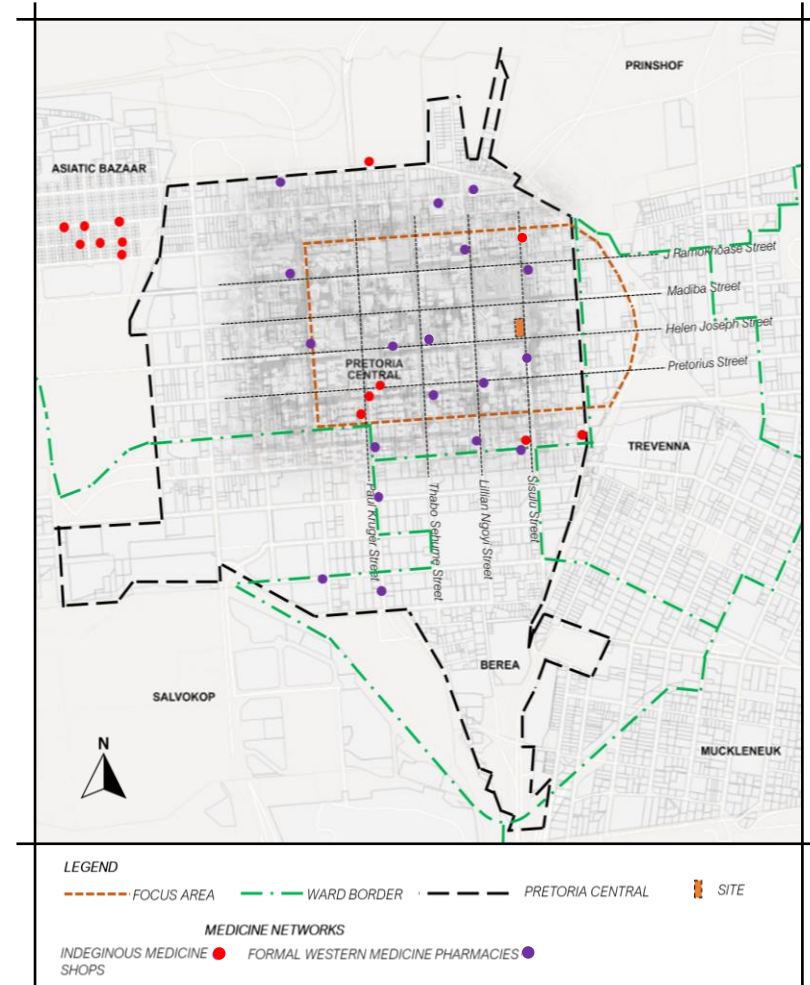 PRINSHOF
ASIATIC BAZAAR
J Ramokhoase Street
Madiba Street
Helen Joseph Street
Pretorius Street
PRETORIA
CENTRAL
TREVENNA
Paul Kruger Street
Thabo Sehume Street
Lillian Ngoyi Street
Sisulu Street
BEREA
SALVOKOP
N
MUCKLENEUK
LEGEND
FOCUS AREA WARD BORDER PRETORIA CENTRAL SITE
MEDICINE NETWORKS
INDEGINOUS MEDICINE FORMAL WESTERN MEDICINE PHARMACIES
SHOPS